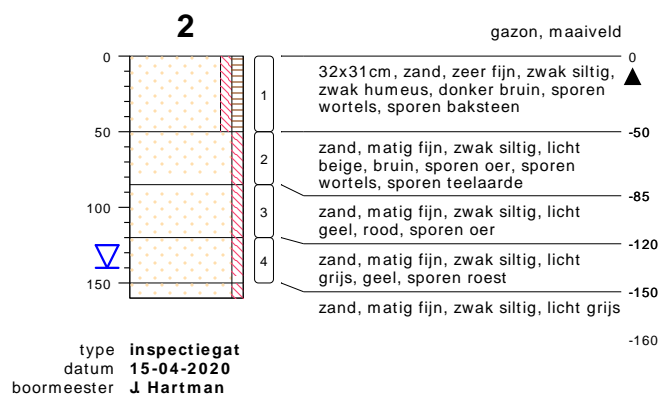 2
gazon, maaiveld
0
0
32x31cm, zand, zeer fijn, zwak siltig,
zwak humeus, donker bruin, sporen
wortels, sporen baksteen
1
50
-50
zand, matig fijn, zwak siltig, licht
beige, bruin, sporen oer, sporen
wortels, sporen teelaarde
2
-85
100
3
zand, matig fijn, zwak siltig, licht
geel, rood, sporen oer
-120
4
zand, matig fijn, zwak siltig, licht
grijs, geel, sporen roest
150
-150
zand, matig fijn, zwak siltig, licht grijs
-160
type inspectiegat
datum 15-04-2020
boormeester J. Hartman